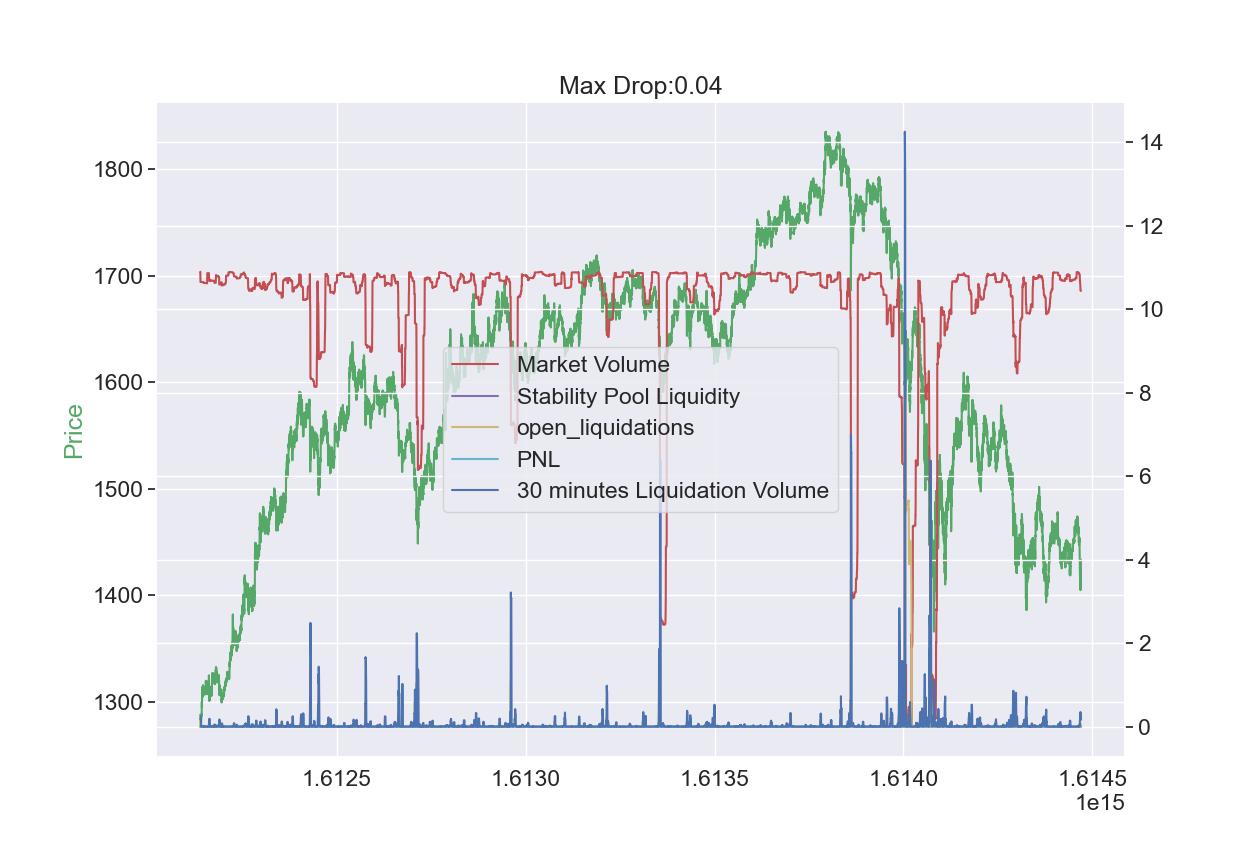 Max Drop:0.04
1800
1700
1600
1500
1400
1300
Price
14
12
10
8
6
4
2
0
Market Volume
Stability Pool Liquidity
open_liquidations
PNL
30 minutes Liquidation Volume
1.6125
1.6130
1.6135
1.6140
1.6145
1e15